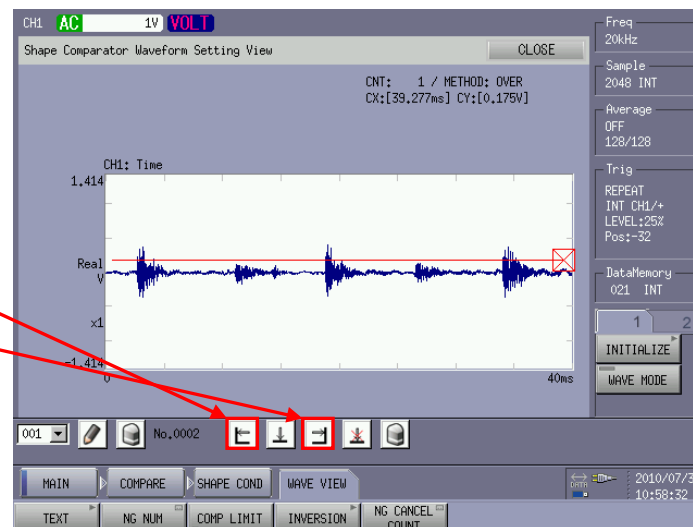 CH1 AC 1V VOLT
Shape Comparator Waveform Setting View CLOSE
CNT: 1 / METHOD: OVER
CX:[39.277ms] CY:[0.175V]
CH1: Time
1.414
Real
V
x1
-1.414
0 40ms
Freq
20kHz
Sample
2048 INT
Average
OFF
128/128
Trig
REPEAT
INT CH1/+
LEVEL:25%
Pos:-32
DataMemory
021 INT
1 2
INITIALIZE
WAVE MODE
001 No.0002
MAIN COMPARE SHAPE COND WAVE VIEW
DATA
2010/07/3
10:58:32
TEXT NG NUM COMP LIMIT INVERSION NG CANCEL
COUNT